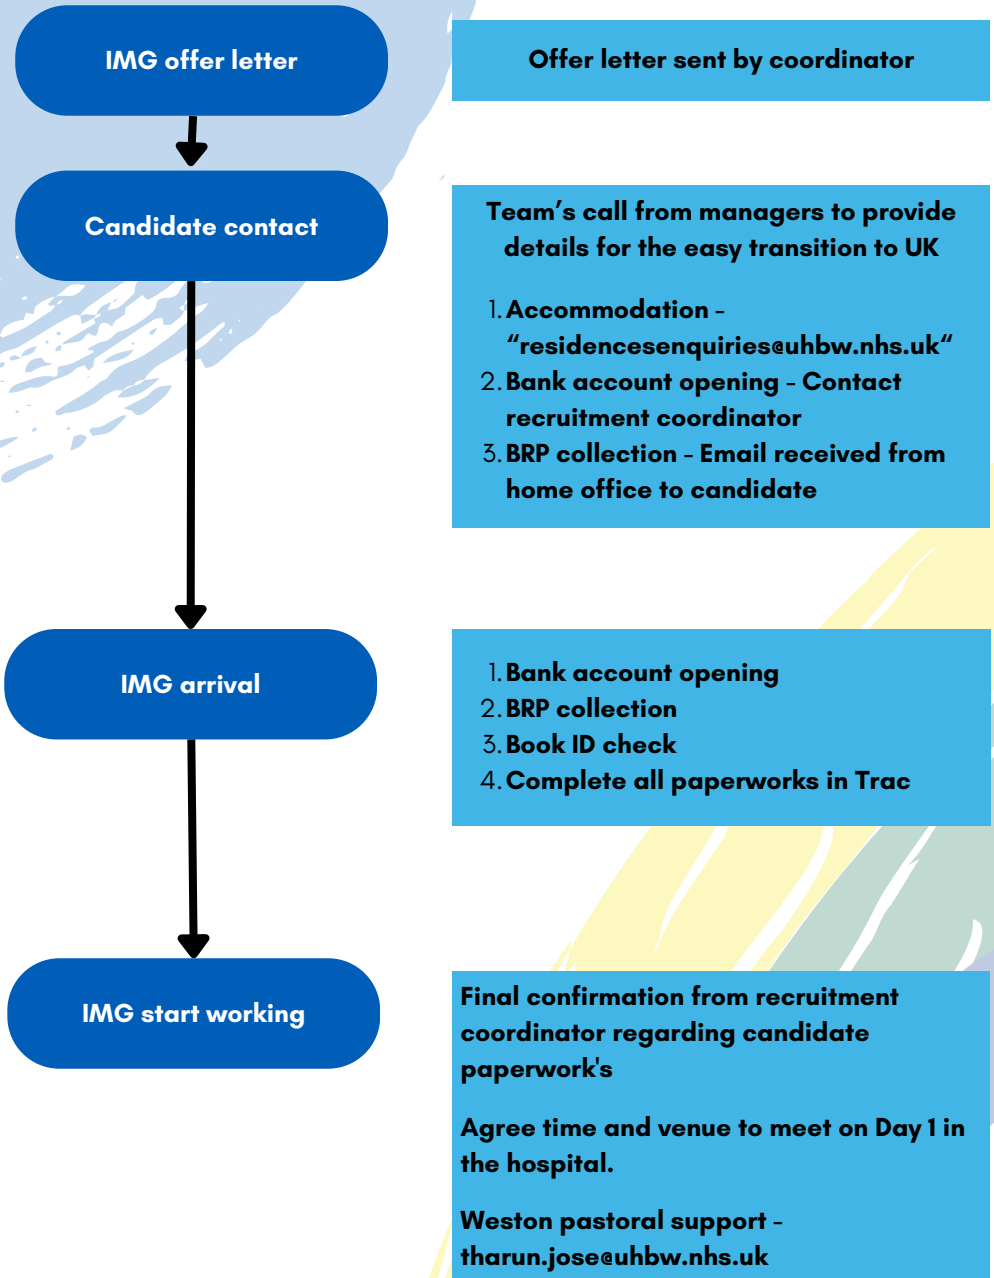 IMG offer letter
Offer letter sent by coordinator
Candidate contact
Team’s call from managers to provide
details for the easy transition to UK
1. Accommodation -
“residencesenquiries@uhbw.nhs.uk“
2. Bank account opening - Contact
recruitment coordinator
3. BRP collection - Email received from
home office to candidate
IMG arrival
1. Bank account opening
2. BRP collection
3. Book ID check
4. Complete all paperworks in Trac
IMG start working
Final confirmation from recruitment
coordinator regarding candidate
paperwork's
Agree time and venue to meet on Day 1 in
the hospital.
Weston pastoral support -
tharun.jose@uhbw.nhs.uk